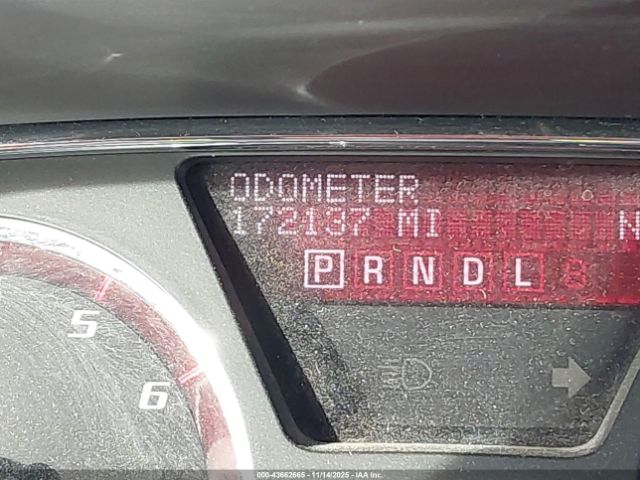 ODOMETER
172137 MI
N
P R N D L
5
6
000-43662665 - 11/14/2025 - IAA Inc.